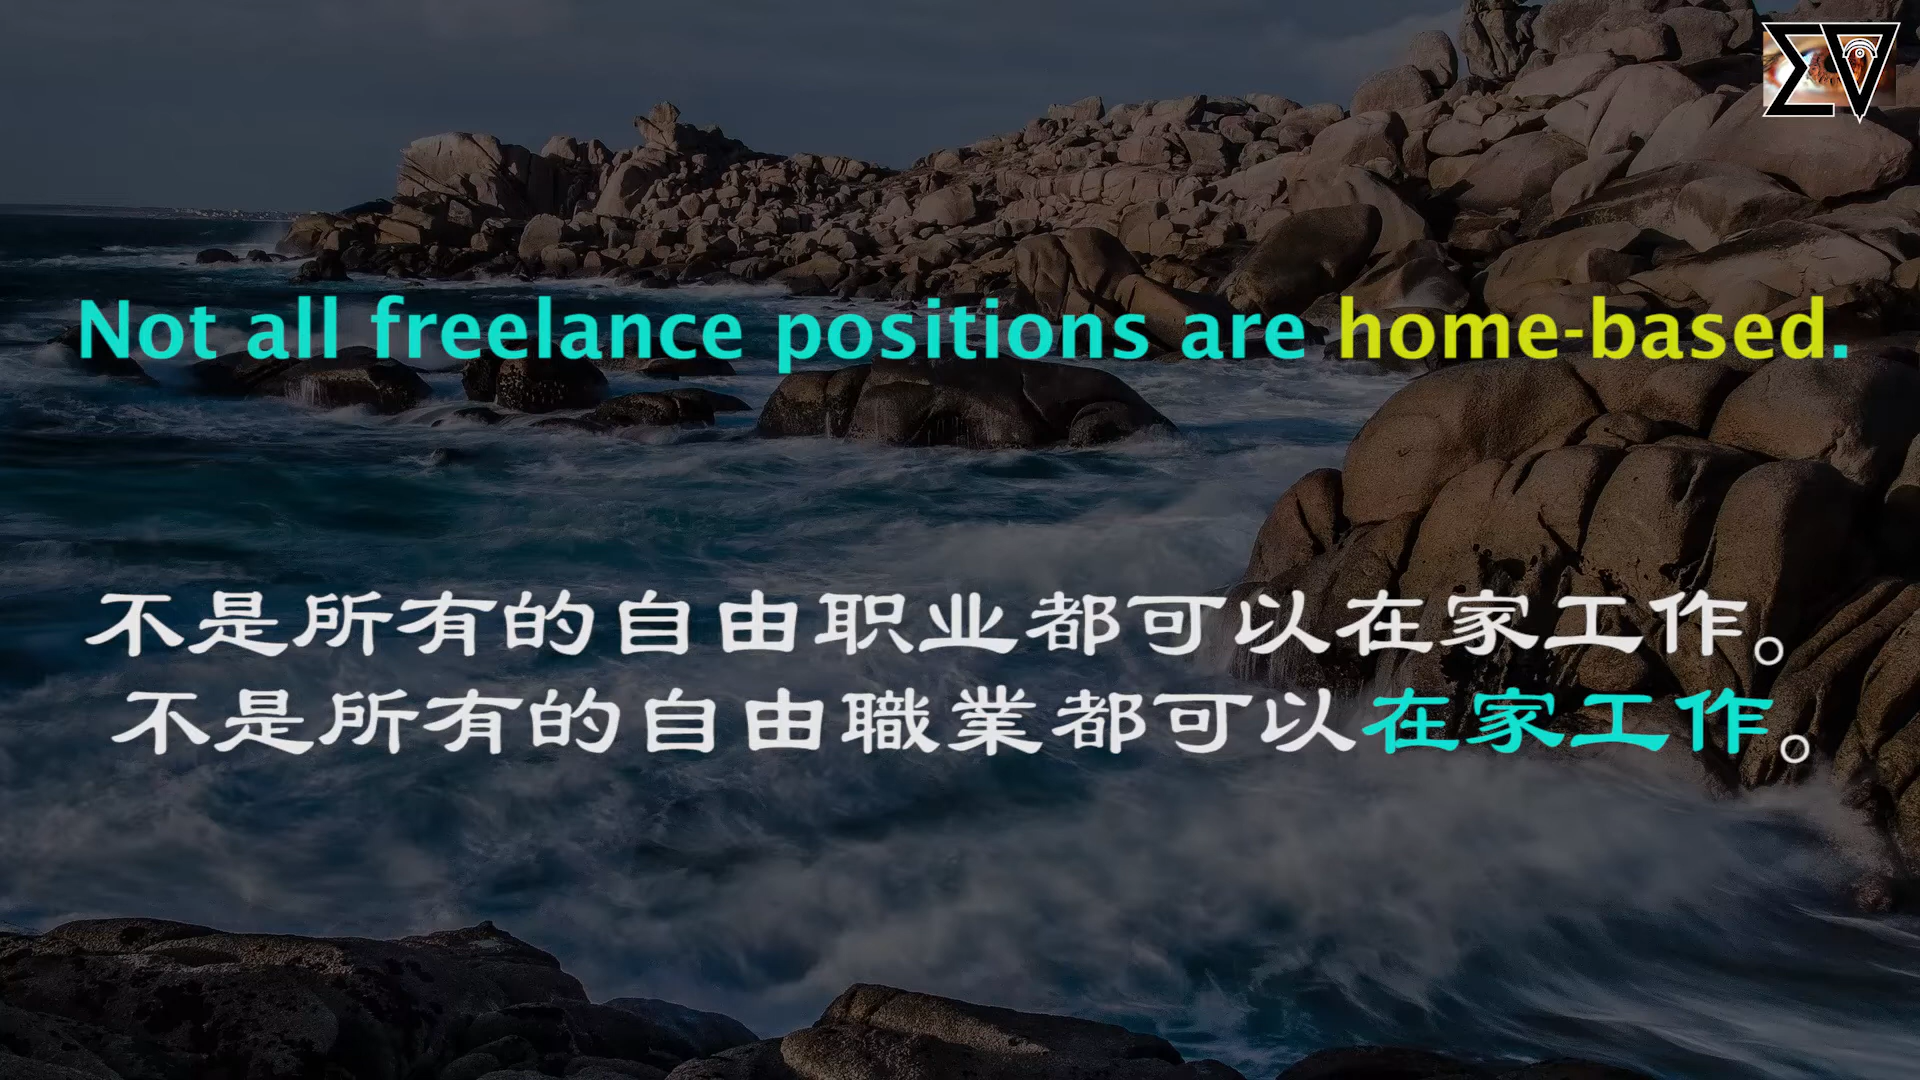 Not all freelance positions are home-based.
不是所有的自由职业都可以在家工作。
不是所有的自由職業都可以在家工作。